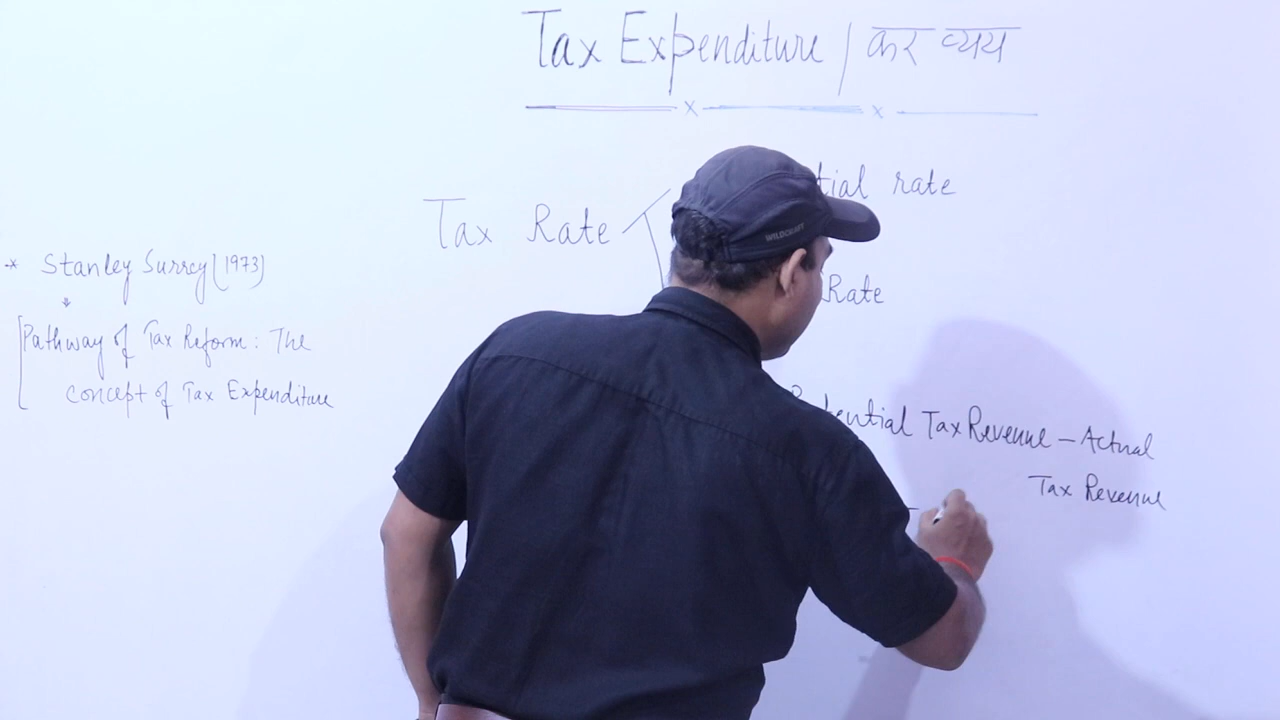 Tax Expenditure / कर व्यय
tial rate
Tax Rate
Rate
* Stanley Surrey (1973)
Pathway of Tax Reform: The
concept of Tax Expenditure
Potential Tax Revenue - Actual
Tax Revenue
WILDCRAFT